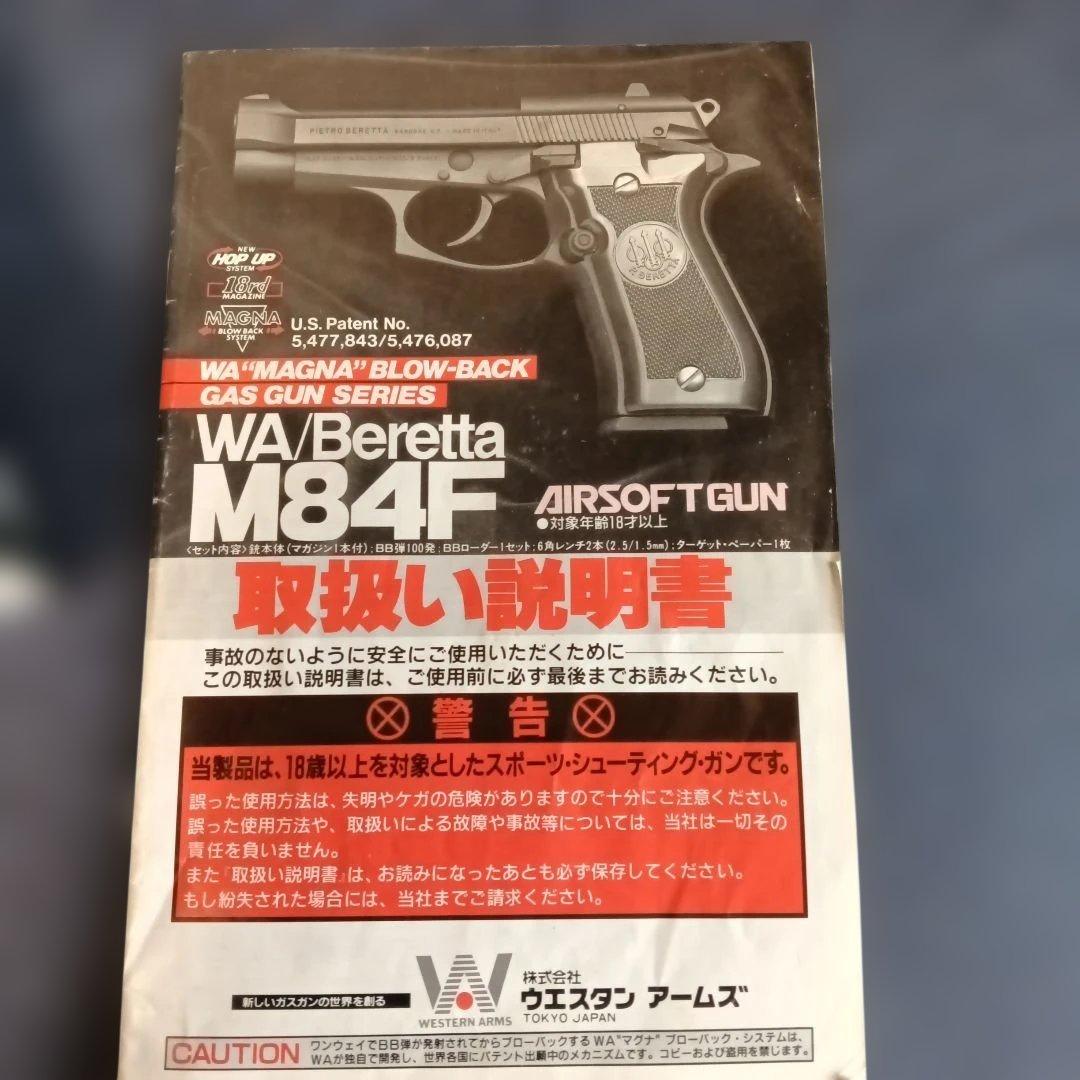 PIETRO BERETTA
P. BERETTA
NEW
HOP UP
SYSTEM
18rd
MAGAZINE
MAGNA
BLOW BACK
SYSTEM
U.S. Patent No.
5,477,843/5,476,087
WA"MAGNA" BLOW-BACK
GAS GUN SERIES
WA/Beretta
M84F
AIRSOFT GUN
●対象年齢18才以上
〈セット内容〉銃本体(マガジン1本付);BB弾100発;BBローダー1セット;6角レンチ2本(2.5/1.5mm);ターゲット・ペーパー1枚
取扱い説明書
事故のないように安全にご使用いただくために
この取扱い説明書は、ご使用前に必ず最後までお読みください。
警告
当製品は、18歳以上を対象としたスポーツ・シューティング・ガンです。
誤った使用方法は、失明やケガの危険がありますので十分にご注意ください。
誤った使用方法や、取扱いによる故障や事故等については、当社は一切その
責任を負いません。
また『取扱い説明書』は、お読みになったあとも必ず保存してください。
もし紛失された場合には、当社までご請求ください。
新しいガスガンの世界を創る
WESTERN ARMS
株式会社
ウエスタン アームズ
TOKYO JAPAN
CAUTION
ワンウェイでBB弾が発射されてからブローバックするWA"マグナ"ブローバック・システムは、
WAが独自で開発し、世界各国にパテント出願中のメカニズムです。コピーおよび盗用を禁じます。